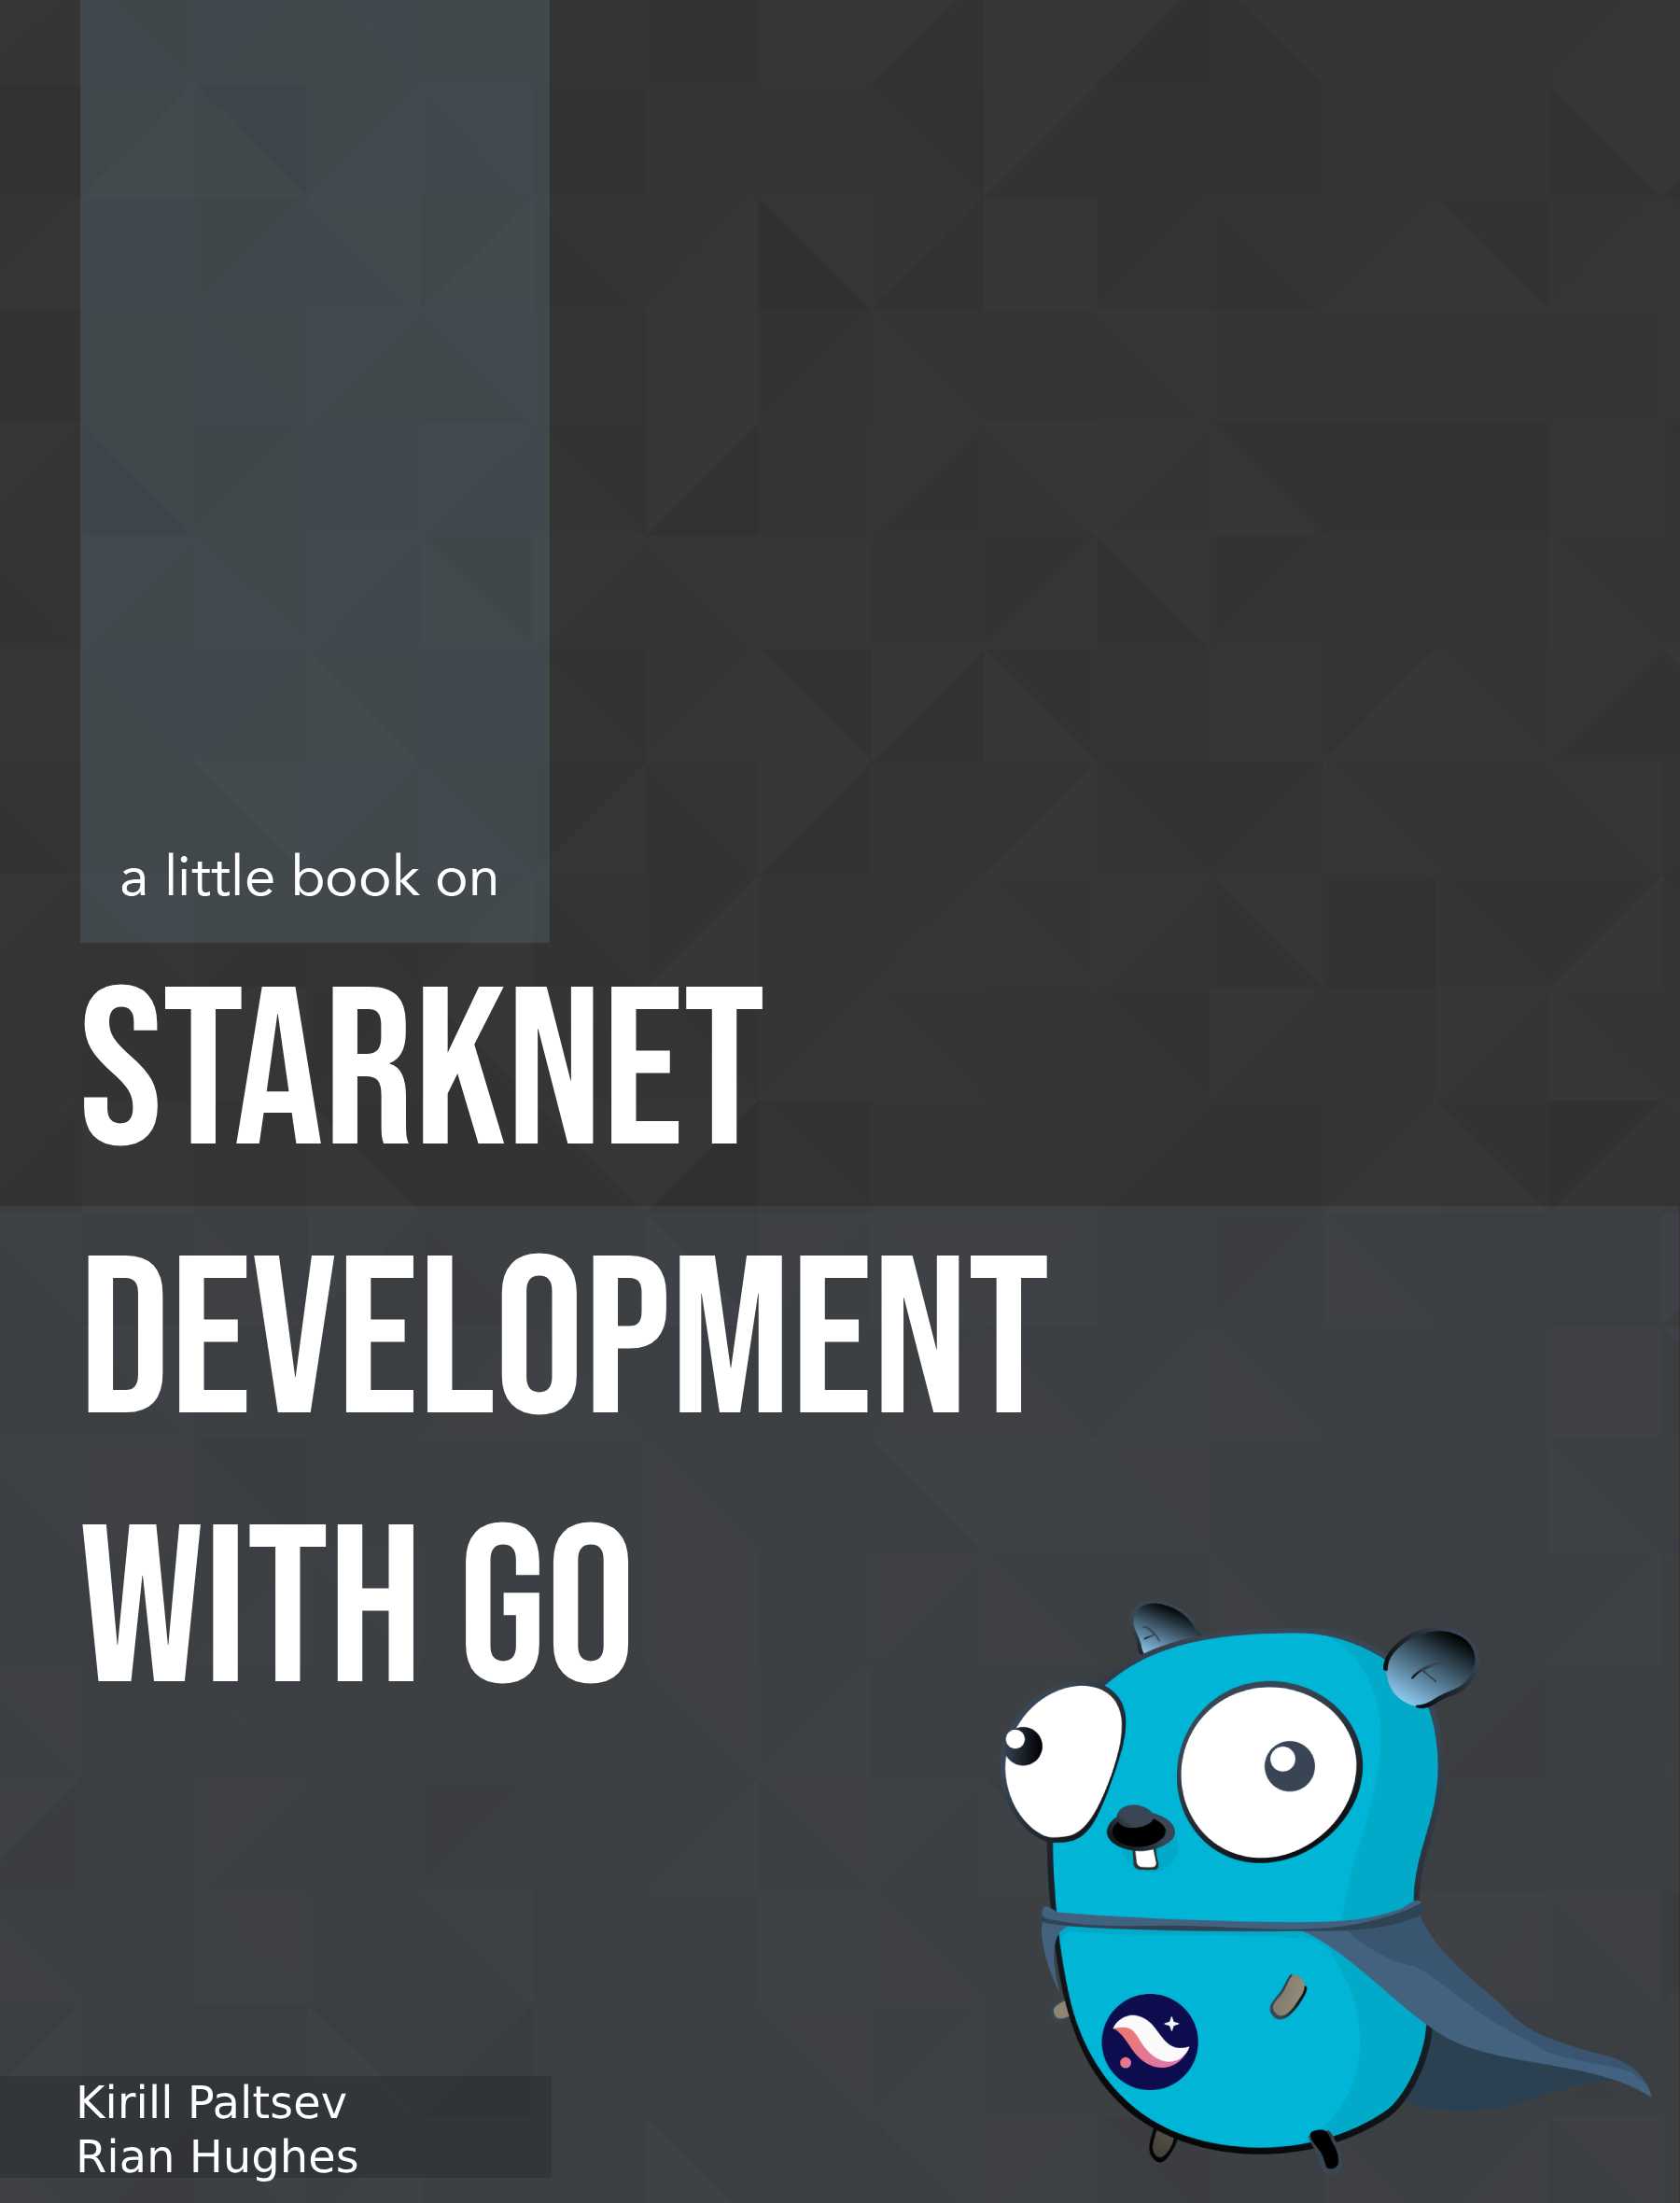 a little book on
STARKNET
DEVELOPMENT
WITH GO
Kirill Paltsev
Rian Hughes